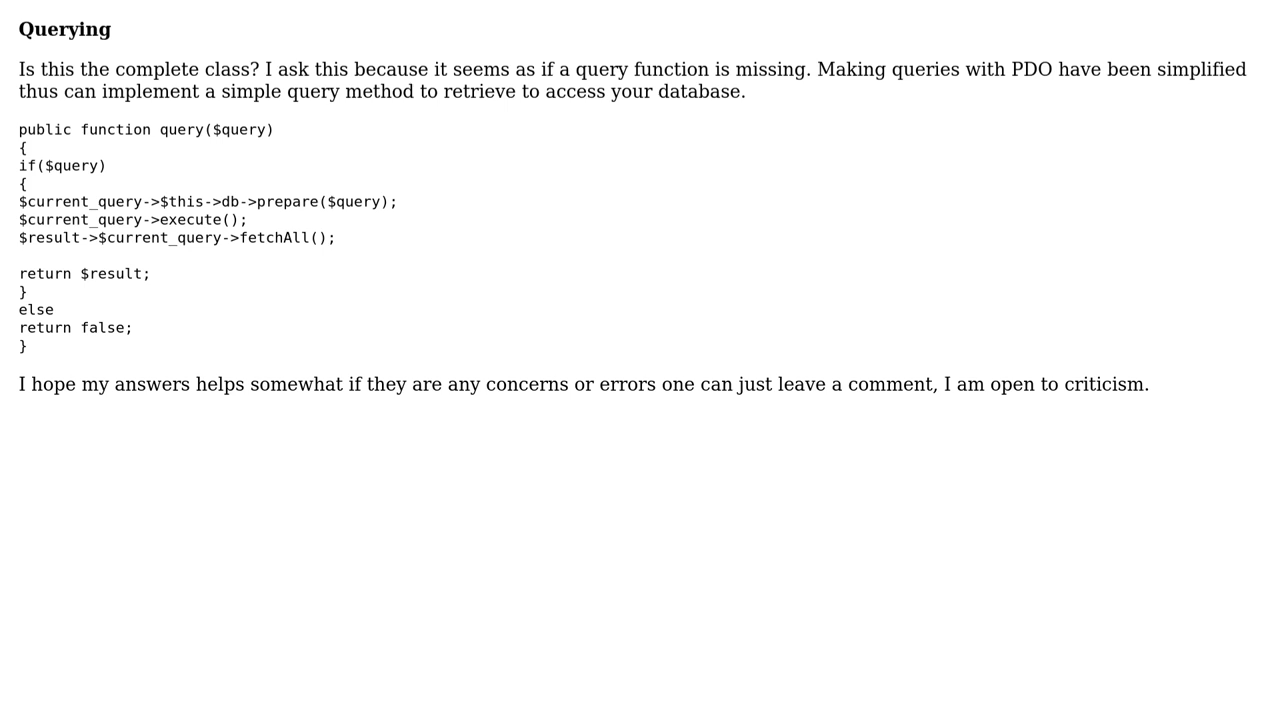 Querying
Is this the complete class? I ask this because it seems as if a query function is missing. Making queries with PDO have been simplified
thus can implement a simple query method to retrieve to access your database.
public function query($query)
{
if($query)
{
$current_query->$this->db->prepare($query);
$current_query->execute();
$result->$current_query->fetchAll();
return $result;
}
else
return false;
}
I hope my answers helps somewhat if they are any concerns or errors one can just leave a comment, I am open to criticism.